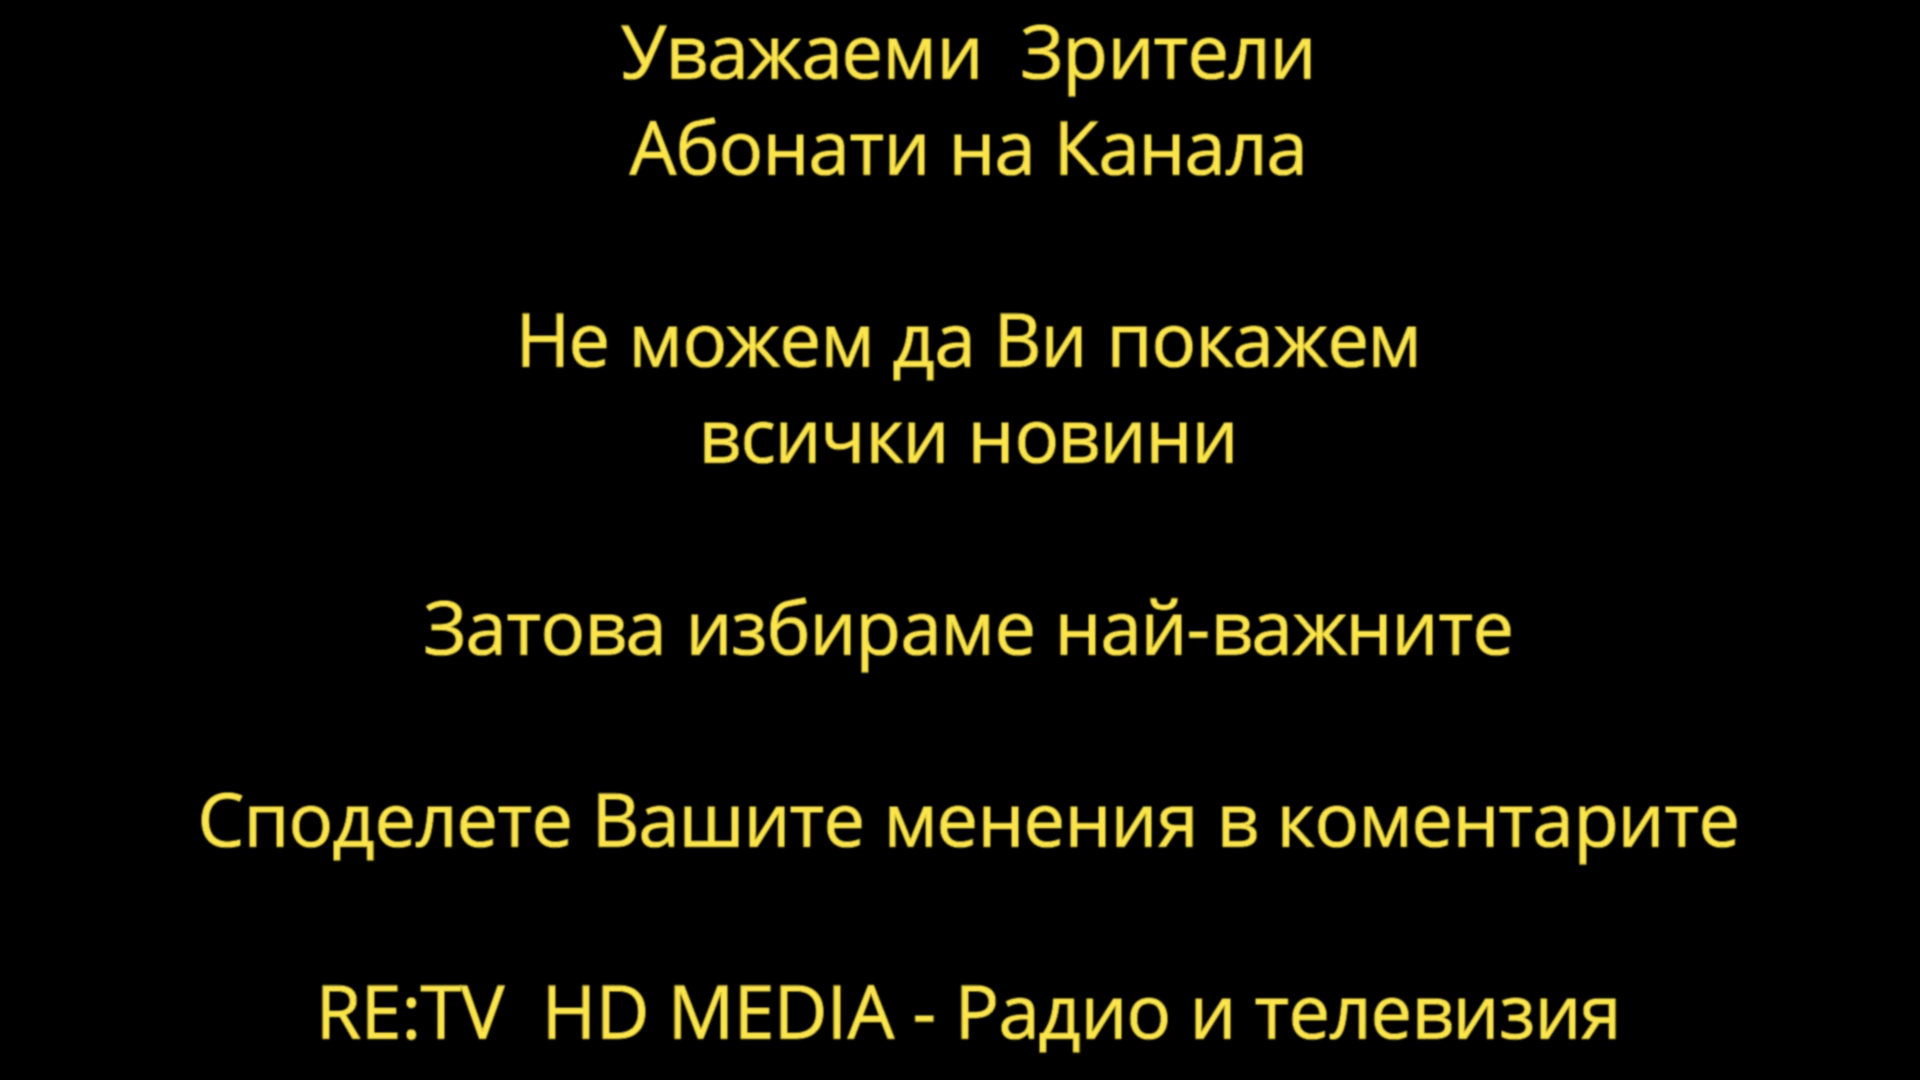 Уважаеми  Зрители
Абонати на Канала
Не можем да Ви покажем
всички новини
Затова избираме най-важните
Споделете Вашите менения в коментарите
RE:TV  HD MEDIA - Радио и телевизия